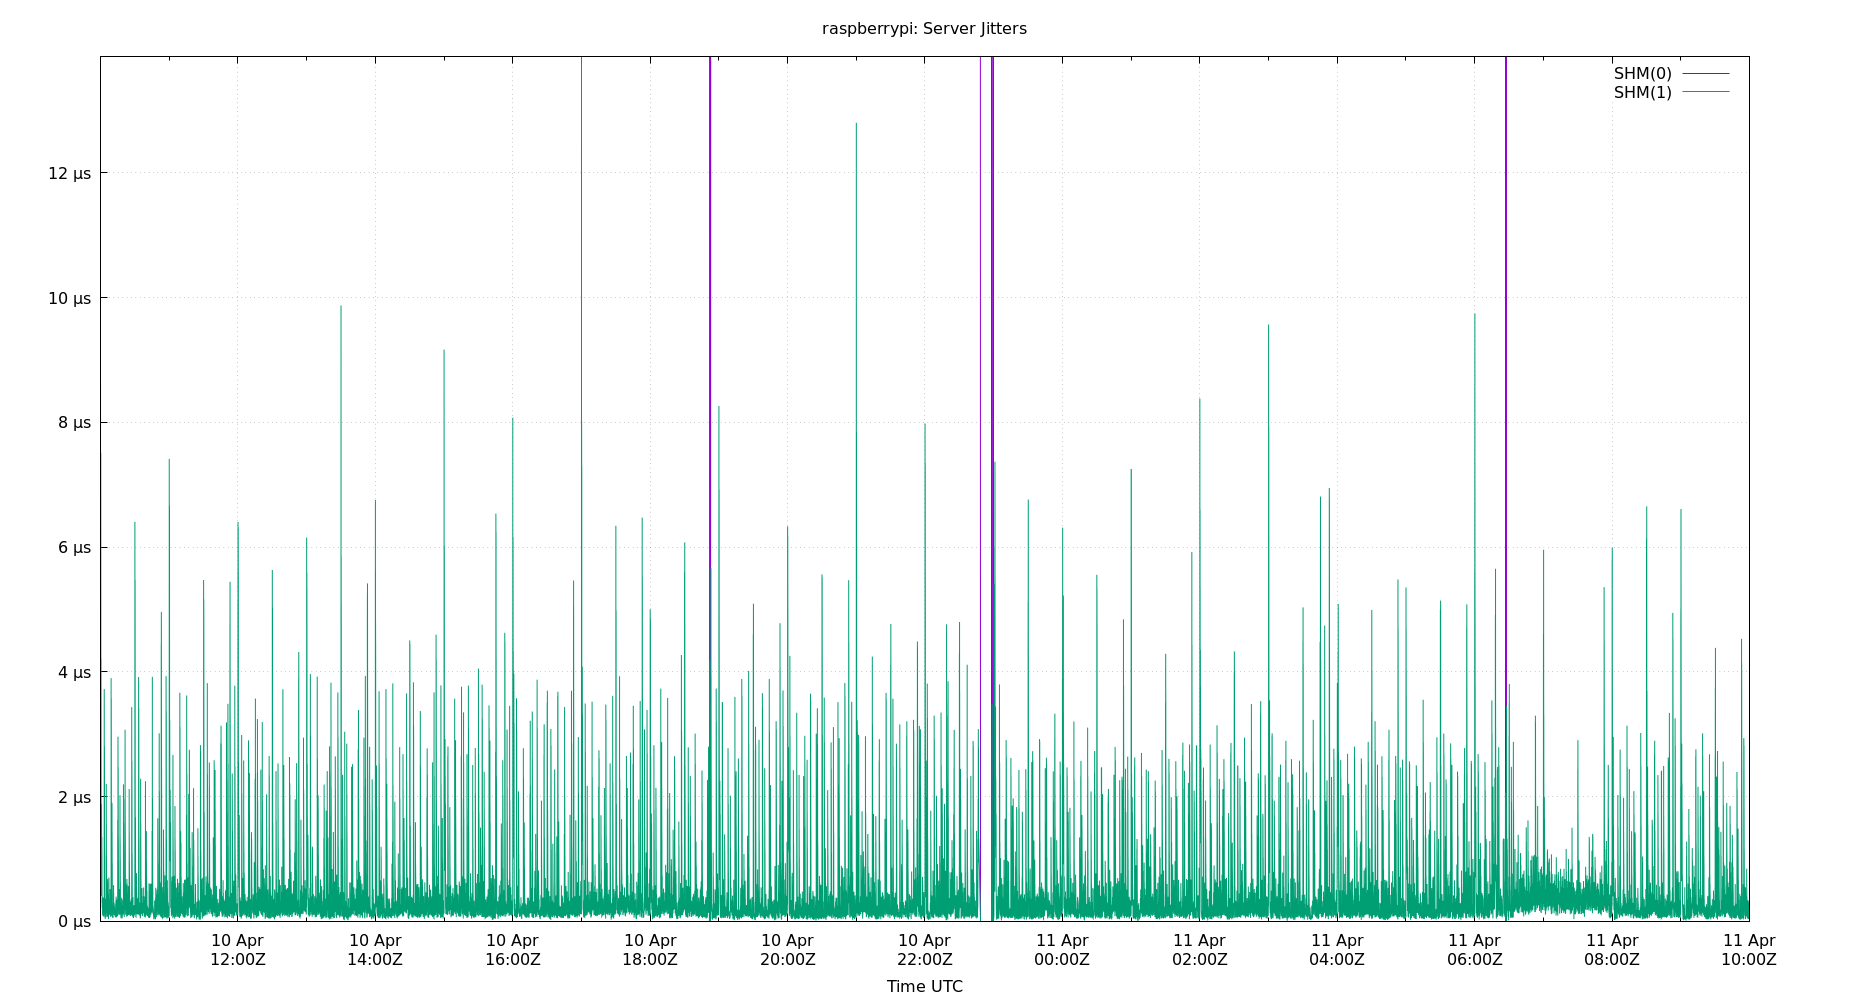 raspberrypi: Server Jitters
SHM(0)
SHM(1)
12 µs
10 µs
8 µs
6 µs
4 µs
2 µs
0 µs
10 Apr 10 Apr 10 Apr 10 Apr 10 Apr 10 Apr 11 Apr 11 Apr 11 Apr 11 Apr 11 Apr 11 Apr
12:00Z 14:00Z 16:00Z 18:00Z 20:00Z 22:00Z 00:00Z 02:00Z 04:00Z 06:00Z 08:00Z 10:00Z
Time UTC